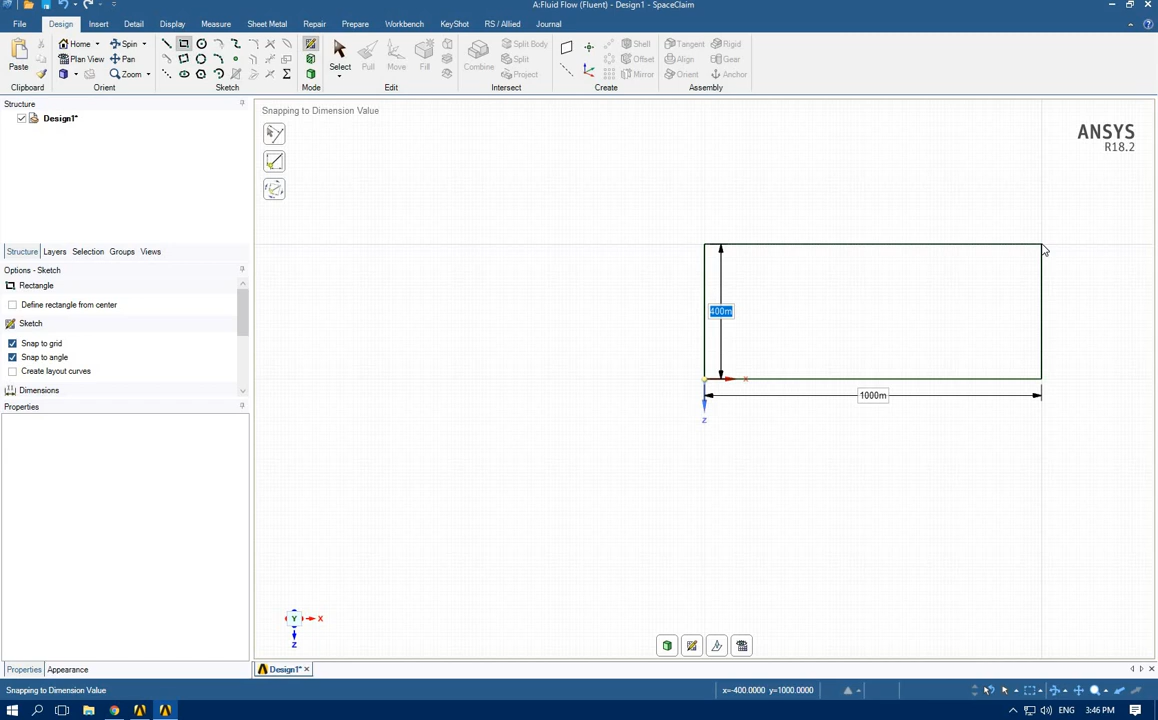 A:Fluid Flow (Fluent) - Design1 - SpaceClaim
File Design Insert Detail Display Measure Sheet Metal Repair Prepare Workbench KeyShot RS / Allied Journal
Paste
Home Spin
Plan View Pan
Zoom
Select Pull Move Fill
Combine Split Body
Split
Project
Shell
Offset
Mirror
Tangent Rigid
Align Gear
Orient Anchor
Clipboard Orient Sketch Mode Edit Intersect Create Assembly
Structure
Design1*
Structure Layers Selection Groups Views
Options - Sketch
Rectangle
Define rectangle from center
Sketch
Snap to grid
Snap to angle
Create layout curves
Dimensions
Properties
Properties Appearance
Snapping to Dimension Value
ANSYS
R18.2
400m
1000m
X
Z
Y
X
Z
Design1*
Snapping to Dimension Value
x=-400.0000 y=1000.0000
ENG 3:46 PM